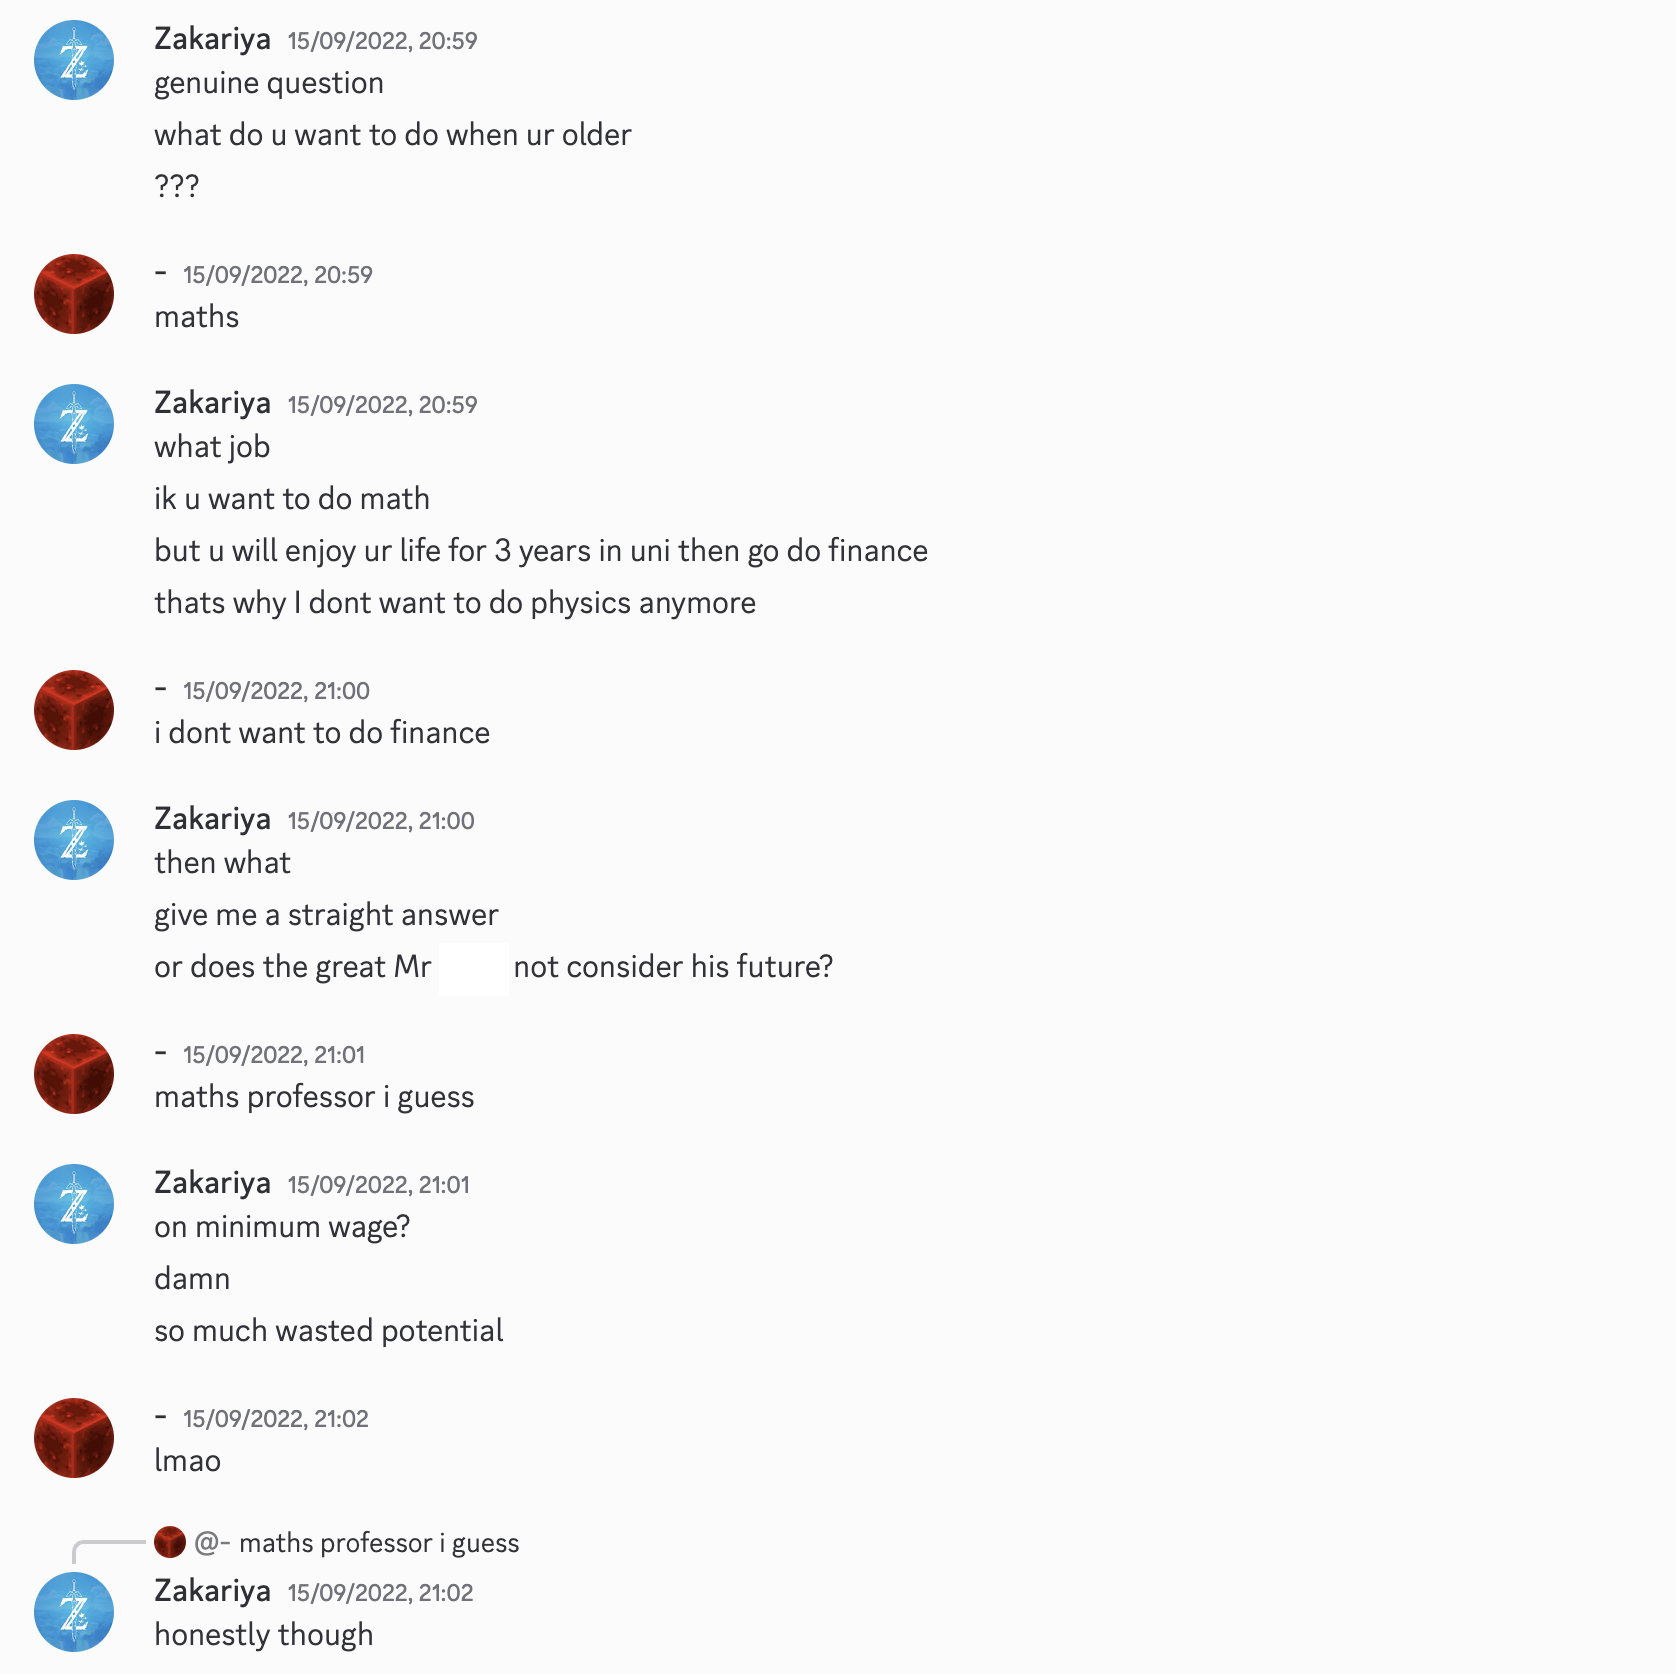 Zakariya 15/09/2022, 20:59
genuine question
what do u want to do when ur older
???
- 15/09/2022, 20:59
maths
Zakariya 15/09/2022, 20:59
what job
ik u want to do math
but u will enjoy ur life for 3 years in uni then go do finance
thats why I dont want to do physics anymore
- 15/09/2022, 21:00
i dont want to do finance
Zakariya 15/09/2022, 21:00
then what
give me a straight answer
or does the great Mr not consider his future?
- 15/09/2022, 21:01
maths professor i guess
Zakariya 15/09/2022, 21:01
on minimum wage?
damn
so much wasted potential
- 15/09/2022, 21:02
lmao
@- maths professor i guess
Zakariya 15/09/2022, 21:02
honestly though